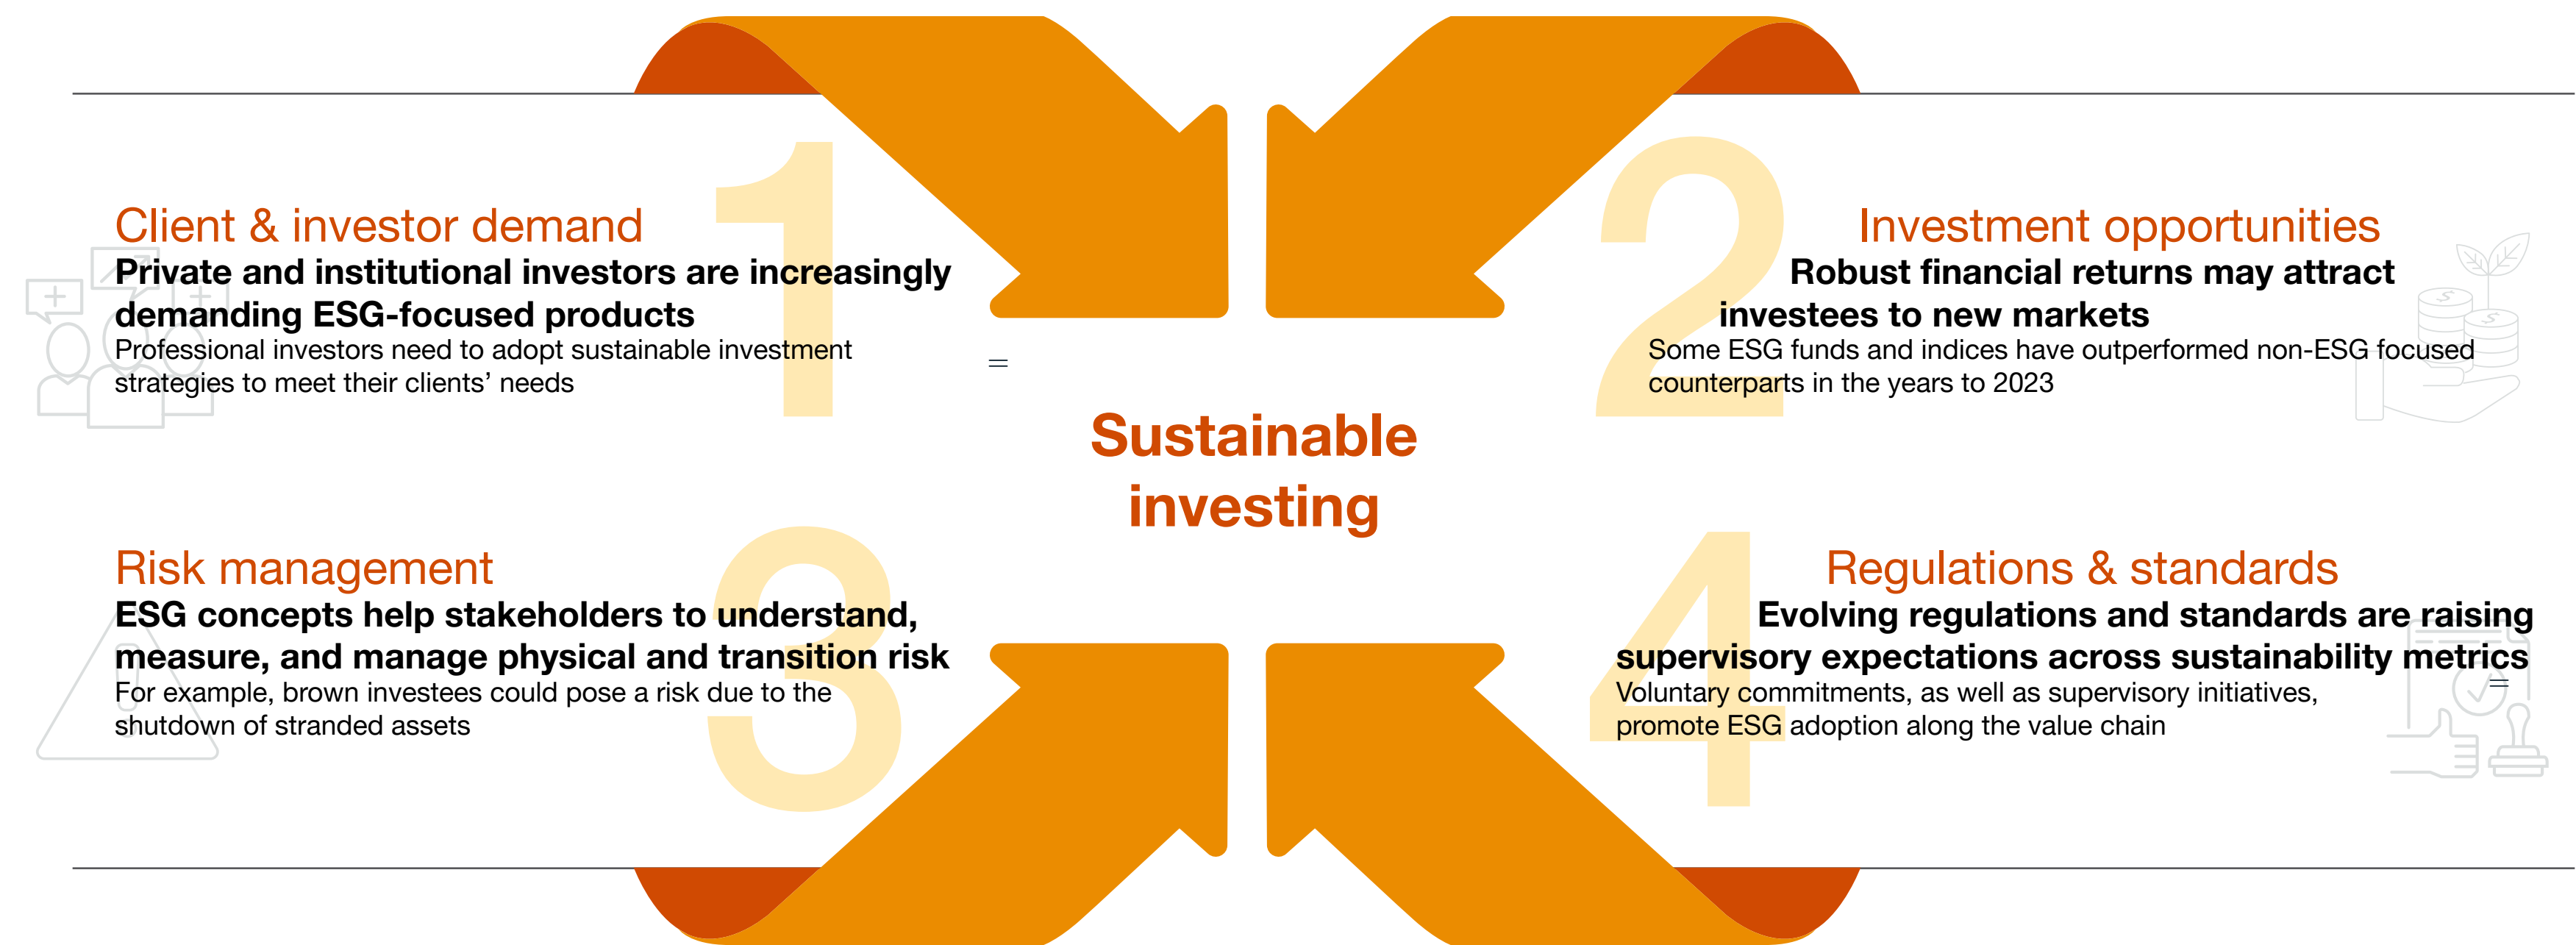 1
Client & investor demand
Private and institutional investors are increasingly
demanding ESG-focused products
Professional investors need to adopt sustainable investment
strategies to meet their clients’ needs
=
2
Investment opportunities
Robust financial returns may attract
investees to new markets
Some ESG funds and indices have outperformed non-ESG focused
counterparts in the years to 2023
Sustainable
investing
3
Risk management
ESG concepts help stakeholders to understand,
measure, and manage physical and transition risk
For example, brown investees could pose a risk due to the
shutdown of stranded assets
4
Regulations & standards
Evolving regulations and standards are raising
supervisory expectations across sustainability metrics
=
Voluntary commitments, as well as supervisory initiatives,
promote ESG adoption along the value chain